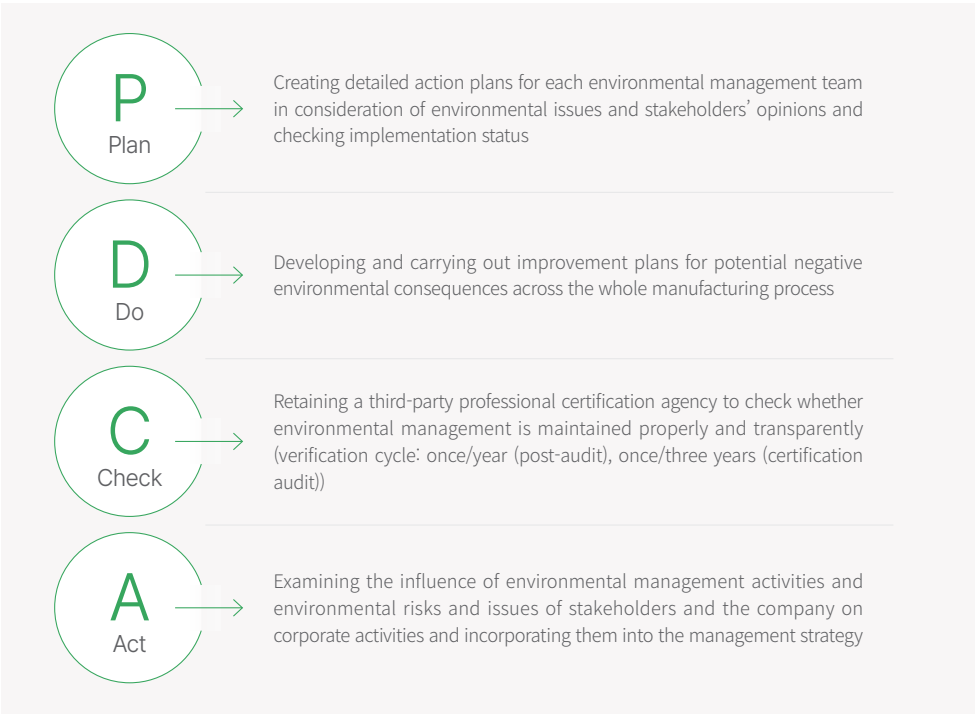 P
Plan
Creating detailed action plans for each environmental management team
in consideration of environmental issues and stakeholders’ opinions and
checking implementation status
D
Do
Developing and carrying out improvement plans for potential negative
environmental consequences across the whole manufacturing process
C
Check
Retaining a third-party professional certification agency to check whether
environmental management is maintained properly and transparently
(verification cycle: once/year (post-audit), once/three years (certification
audit))
A
Act
Examining the influence of environmental management activities and
environmental risks and issues of stakeholders and the company on
corporate activities and incorporating them into the management strategy